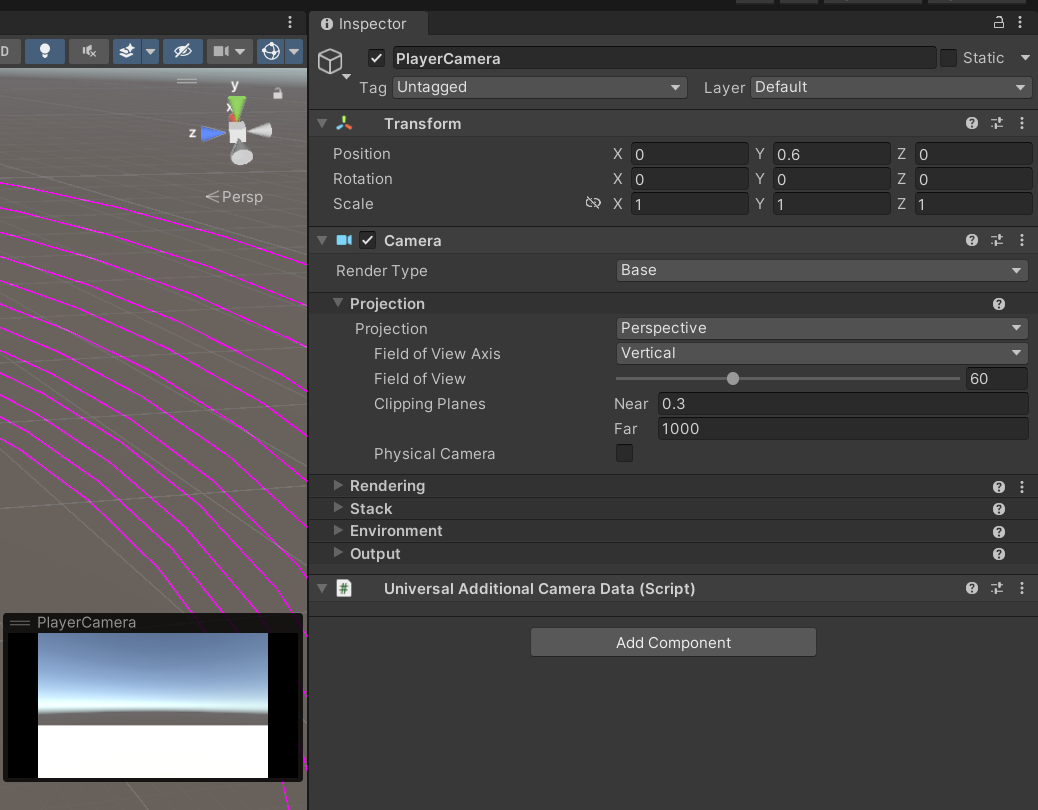 Inspector
D
PlayerCamera
Static
Tag Untagged Layer Default
y
x
z
Persp
Transform
Position X 0 Y 0.6 Z 0
Rotation X 0 Y 0 Z 0
Scale X 1 Y 1 Z 1
Camera
Render Type Base
Projection
Projection Perspective
Field of View Axis Vertical
Field of View 60
Clipping Planes Near 0.3
Far 1000
Physical Camera
Rendering
Stack
Environment
Output
# Universal Additional Camera Data (Script)
PlayerCamera
Add Component